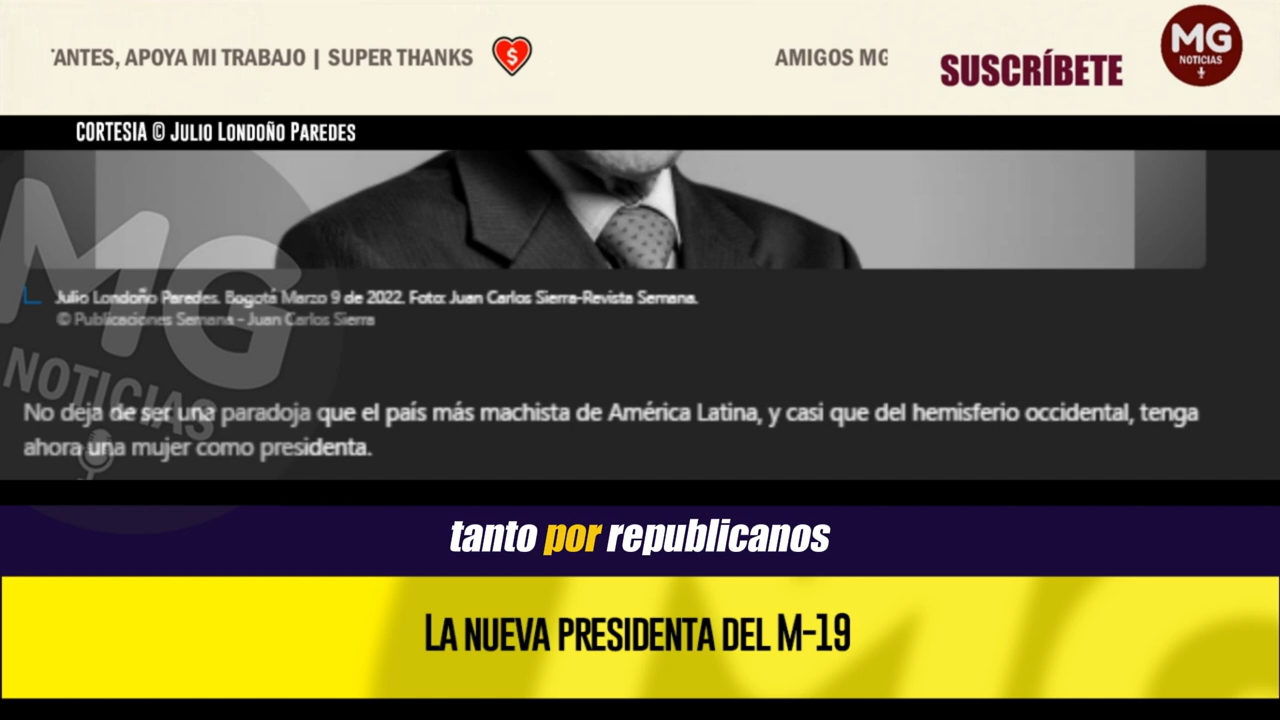 'ANTES, APOYA MI TRABAJO | SUPER THANKS
AMIGOS MG
SUSCRÍBETE
MG
NOTICIAS
CORTESIA © JULIO LONDOÑO PAREDES
MG
NOTICIAS
Julio Londoño Paredes. Bogotá Marzo 9 de 2022. Foto: Juan Carlos Sierra-Revista Semana.
© Publicaciones Semana - Juan Carlos Sierra
No deja de ser una paradoja que el país más machista de América Latina, y casi que del hemisferio occidental, tenga
ahora una mujer como presidenta.
tanto por republicanos
LA NUEVA PRESIDENTA DEL M-19